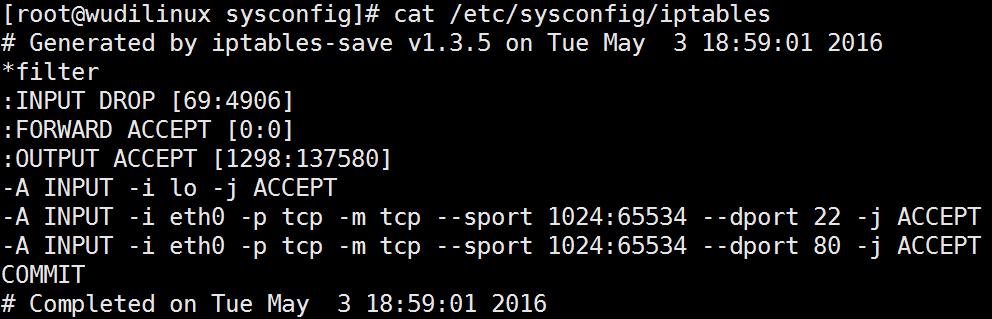 [root@wudilinux sysconfig]# cat /etc/sysconfig/iptables
# Generated by iptables-save v1.3.5 on Tue May  3 18:59:01 2016
*filter
:INPUT DROP [69:4906]
:FORWARD ACCEPT [0:0]
:OUTPUT ACCEPT [1298:137580]
-A INPUT -i lo -j ACCEPT
-A INPUT -i eth0 -p tcp -m tcp --sport 1024:65534 --dport 22 -j ACCEPT
-A INPUT -i eth0 -p tcp -m tcp --sport 1024:65534 --dport 80 -j ACCEPT
COMMIT
# Completed on Tue May  3 18:59:01 2016